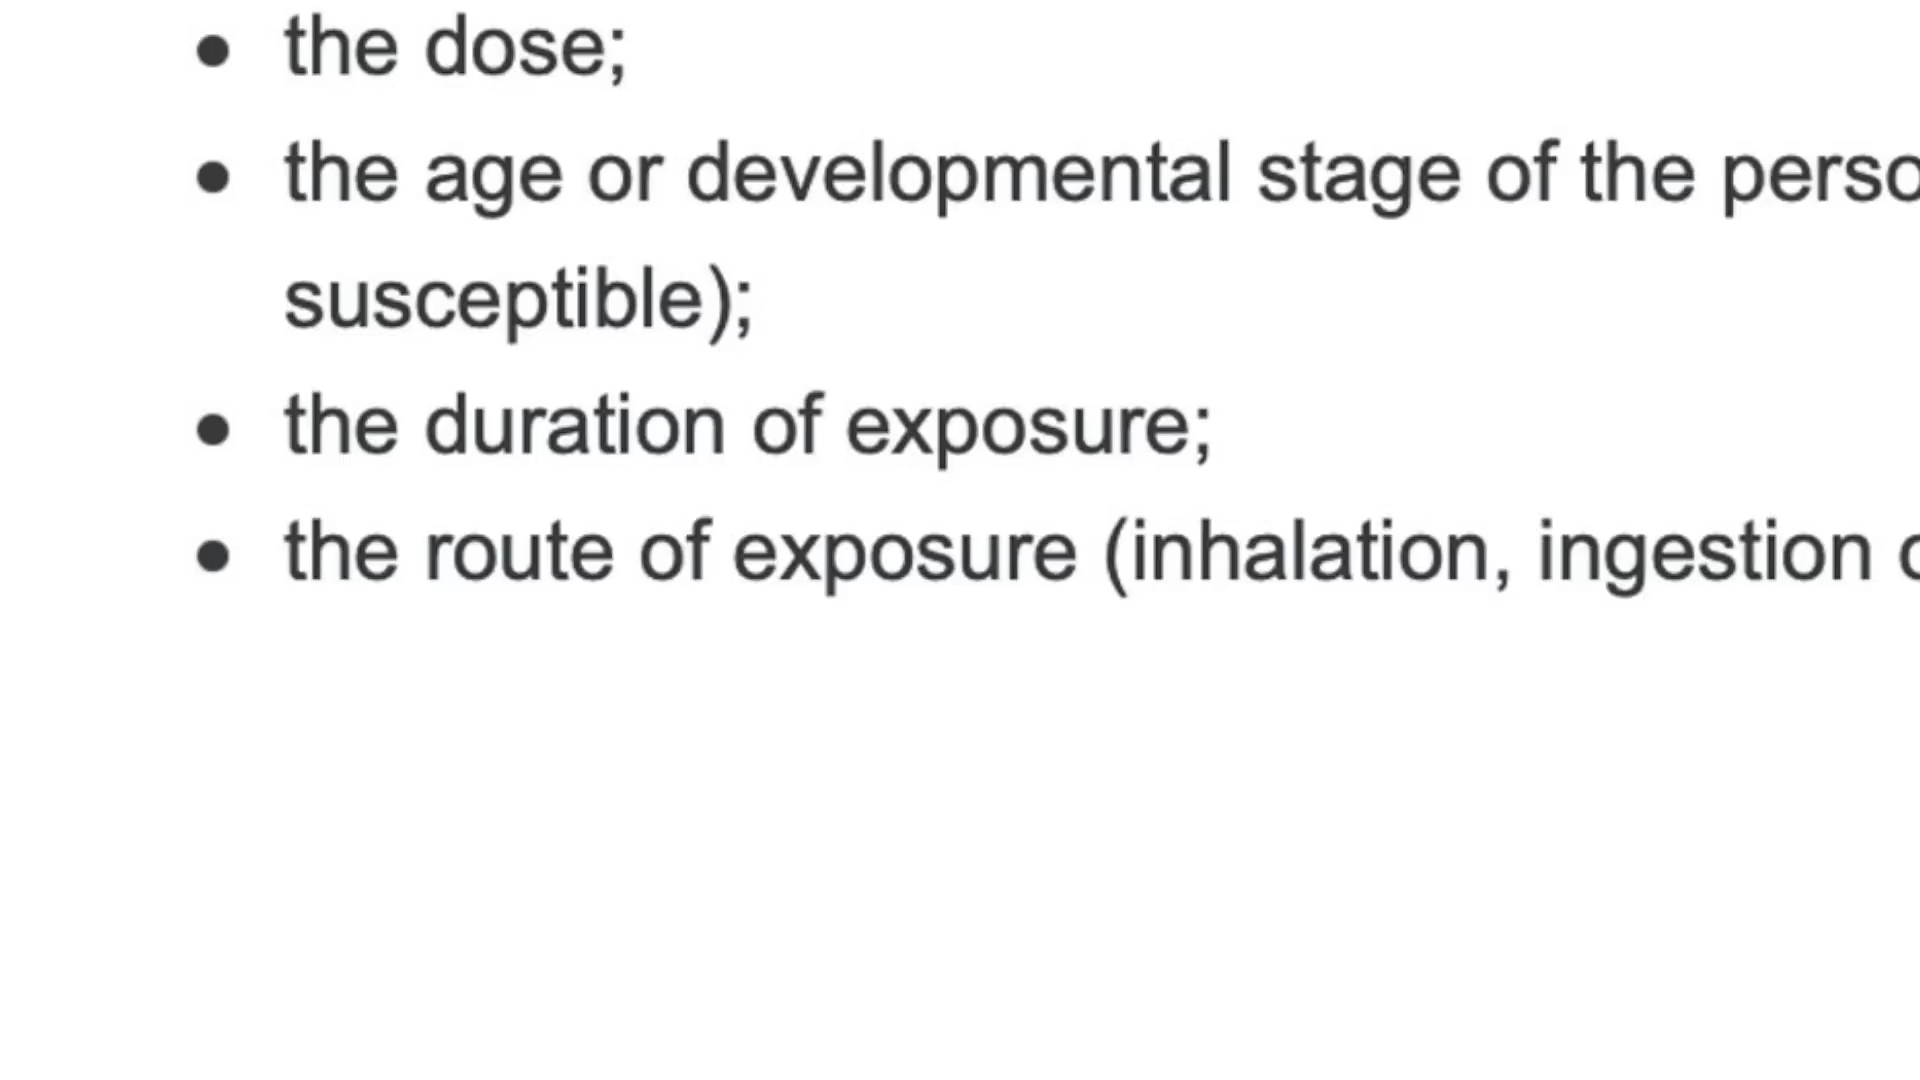 • the dose;
• the age or developmental stage of the perso
susceptible);
• the duration of exposure;
• the route of exposure (inhalation, ingestion